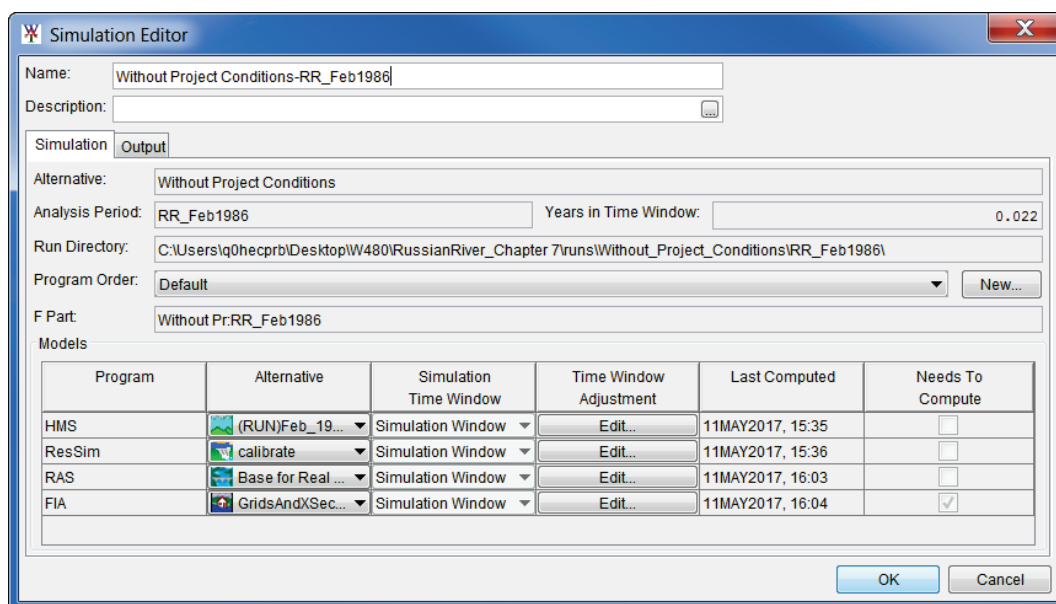 Simulation Editor
Name: Without Project Conditions-RR_Feb1986
Description: ...
Simulation Output
Alternative: Without Project Conditions
Analysis Period: RR_Feb1986 Years in Time Window: 0.022
Run Directory: C:\Users\q0hecprb\Desktop\W480\RussianRiver_Chapter 7\runs\Without_Project_Conditions\RR_Feb1986\
Program Order: Default New...
F Part: Without Pr:RR_Feb1986
Models
Program Alternative Simulation Time Window Time Window Adjustment Last Computed Needs To Compute
HMS (RUN)Feb_19... Simulation Window Edit... 11MAY2017, 15:35
ResSim calibrate Simulation Window Edit... 11MAY2017, 15:36
RAS Base for Real ... Simulation Window Edit... 11MAY2017, 16:03
FIA GridsAndXSec... Simulation Window Edit... 11MAY2017, 16:04
OK Cancel